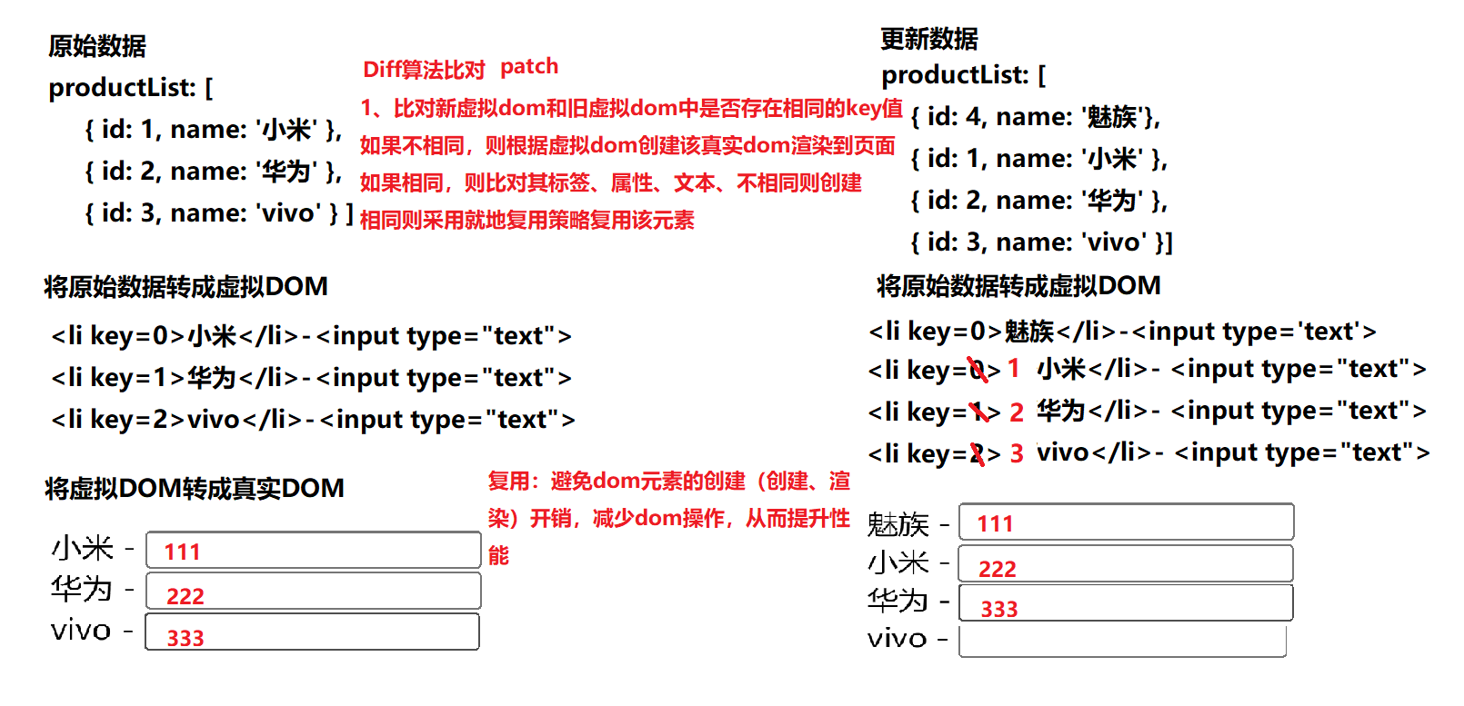 原始数据
productList: [
{ id: 1, name: '小米' },
{ id: 2, name: '华为' },
{ id: 3, name: 'vivo' } ]
Diff算法比对 patch
1、比对新虚拟dom和旧虚拟dom中是否存在相同的key值
如果不相同，则根据虚拟dom创建该真实dom渲染到页面
如果相同，则比对其标签、属性、文本、不相同则创建
相同则采用就地复用策略复用该元素
更新数据
productList: [
{ id: 4, name: '魅族'},
{ id: 1, name: '小米' },
{ id: 2, name: '华为' },
{ id: 3, name: 'vivo' }]
将原始数据转成虚拟DOM
<li key=0>小米</li>-<input type="text">
<li key=1>华为</li>-<input type="text">
<li key=2>vivo</li>-<input type="text">
将原始数据转成虚拟DOM
<li key=0>魅族</li>-<input type='text'>
<li key=0> 1 小米</li>- <input type="text">
<li key=1> 2 华为</li>- <input type="text">
<li key=2> 3 vivo</li>- <input type="text">
将虚拟DOM转成真实DOM
小米 - 111
华为 - 222
vivo - 333
复用：避免dom元素的创建（创建、渲
染）开销，减少dom操作，从而提升性
能
魅族 - 111
小米 - 222
华为 - 333
vivo -